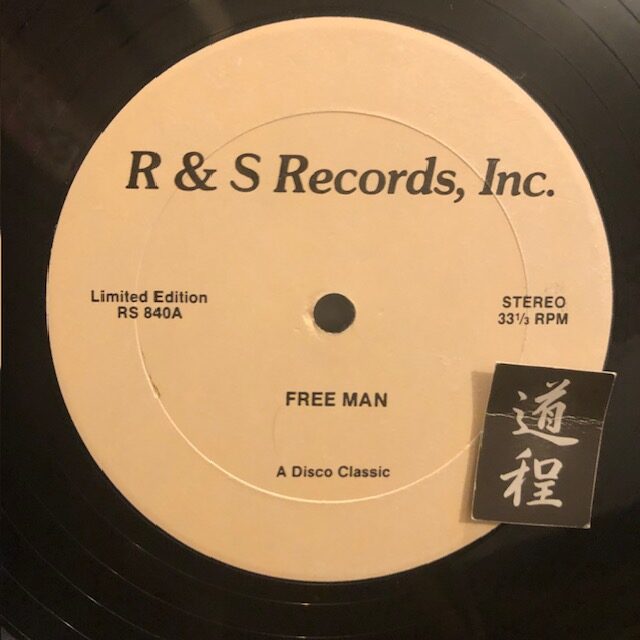 R & S Records, Inc.
Limited Edition
RS 840A
STEREO
33⅓ RPM
FREE MAN
A Disco Classic
道程